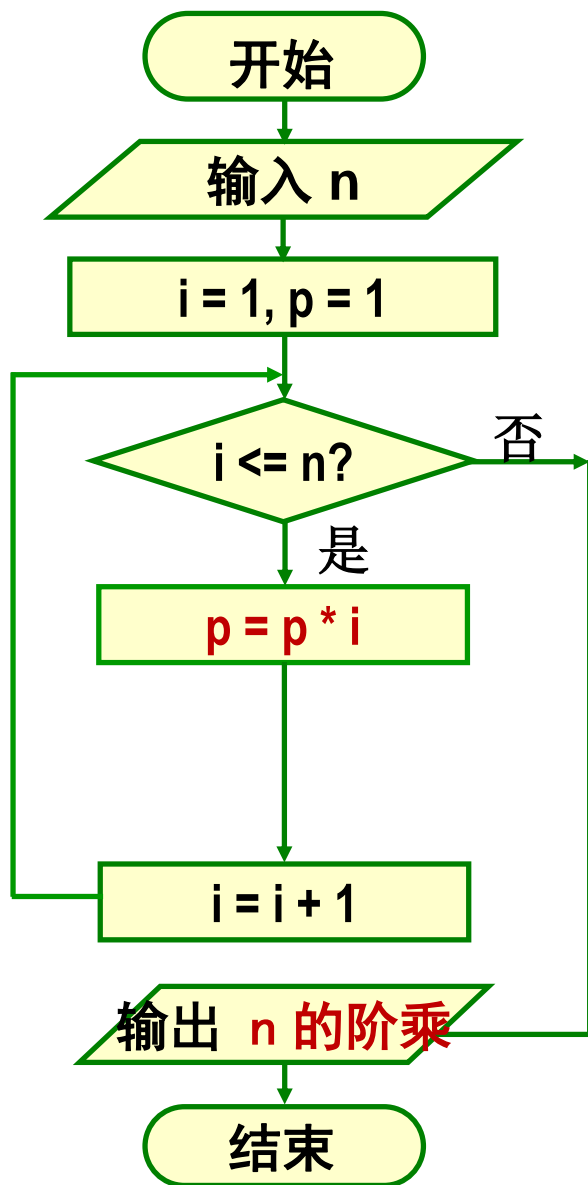 开始
输入 n
i = 1, p = 1
i <= n?
否
是
p = p * i
i = i + 1
输出 n 的阶乘
结束